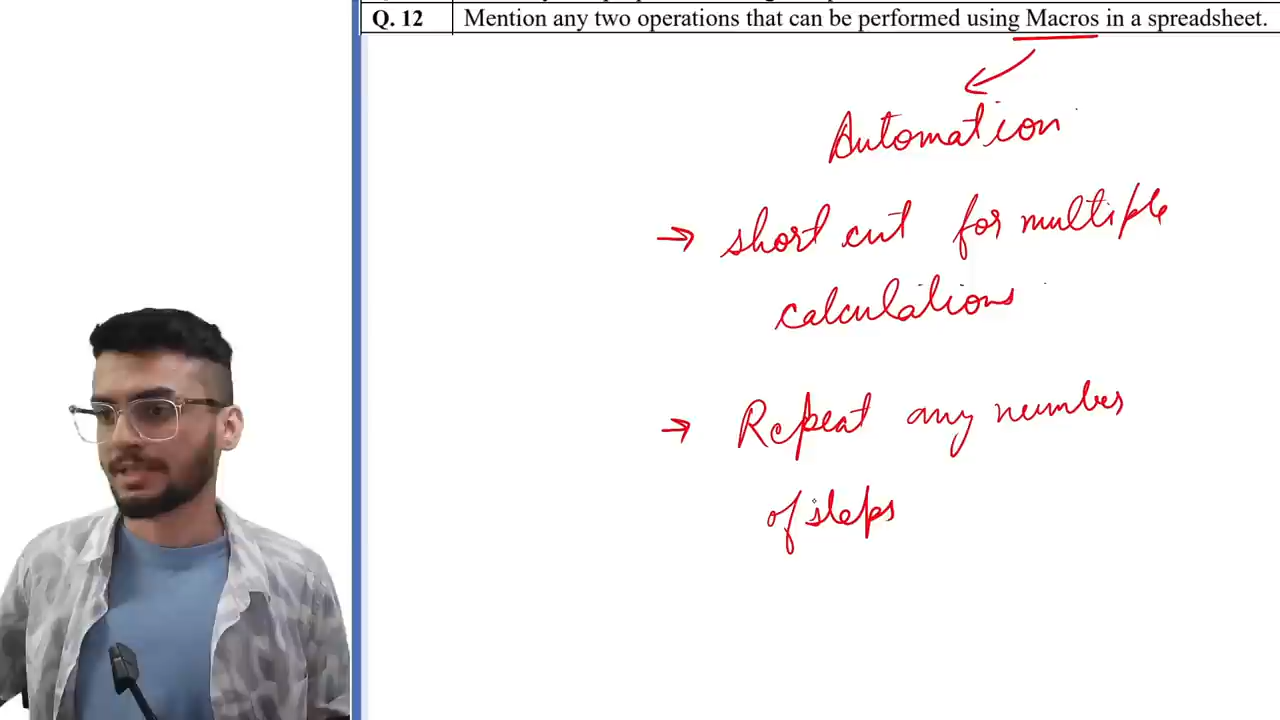 Q. 12 Mention any two operations that can be performed using Macros in a spreadsheet.
Automation
→ short cut for multiple
calculations
→ Repeat any number
of steps